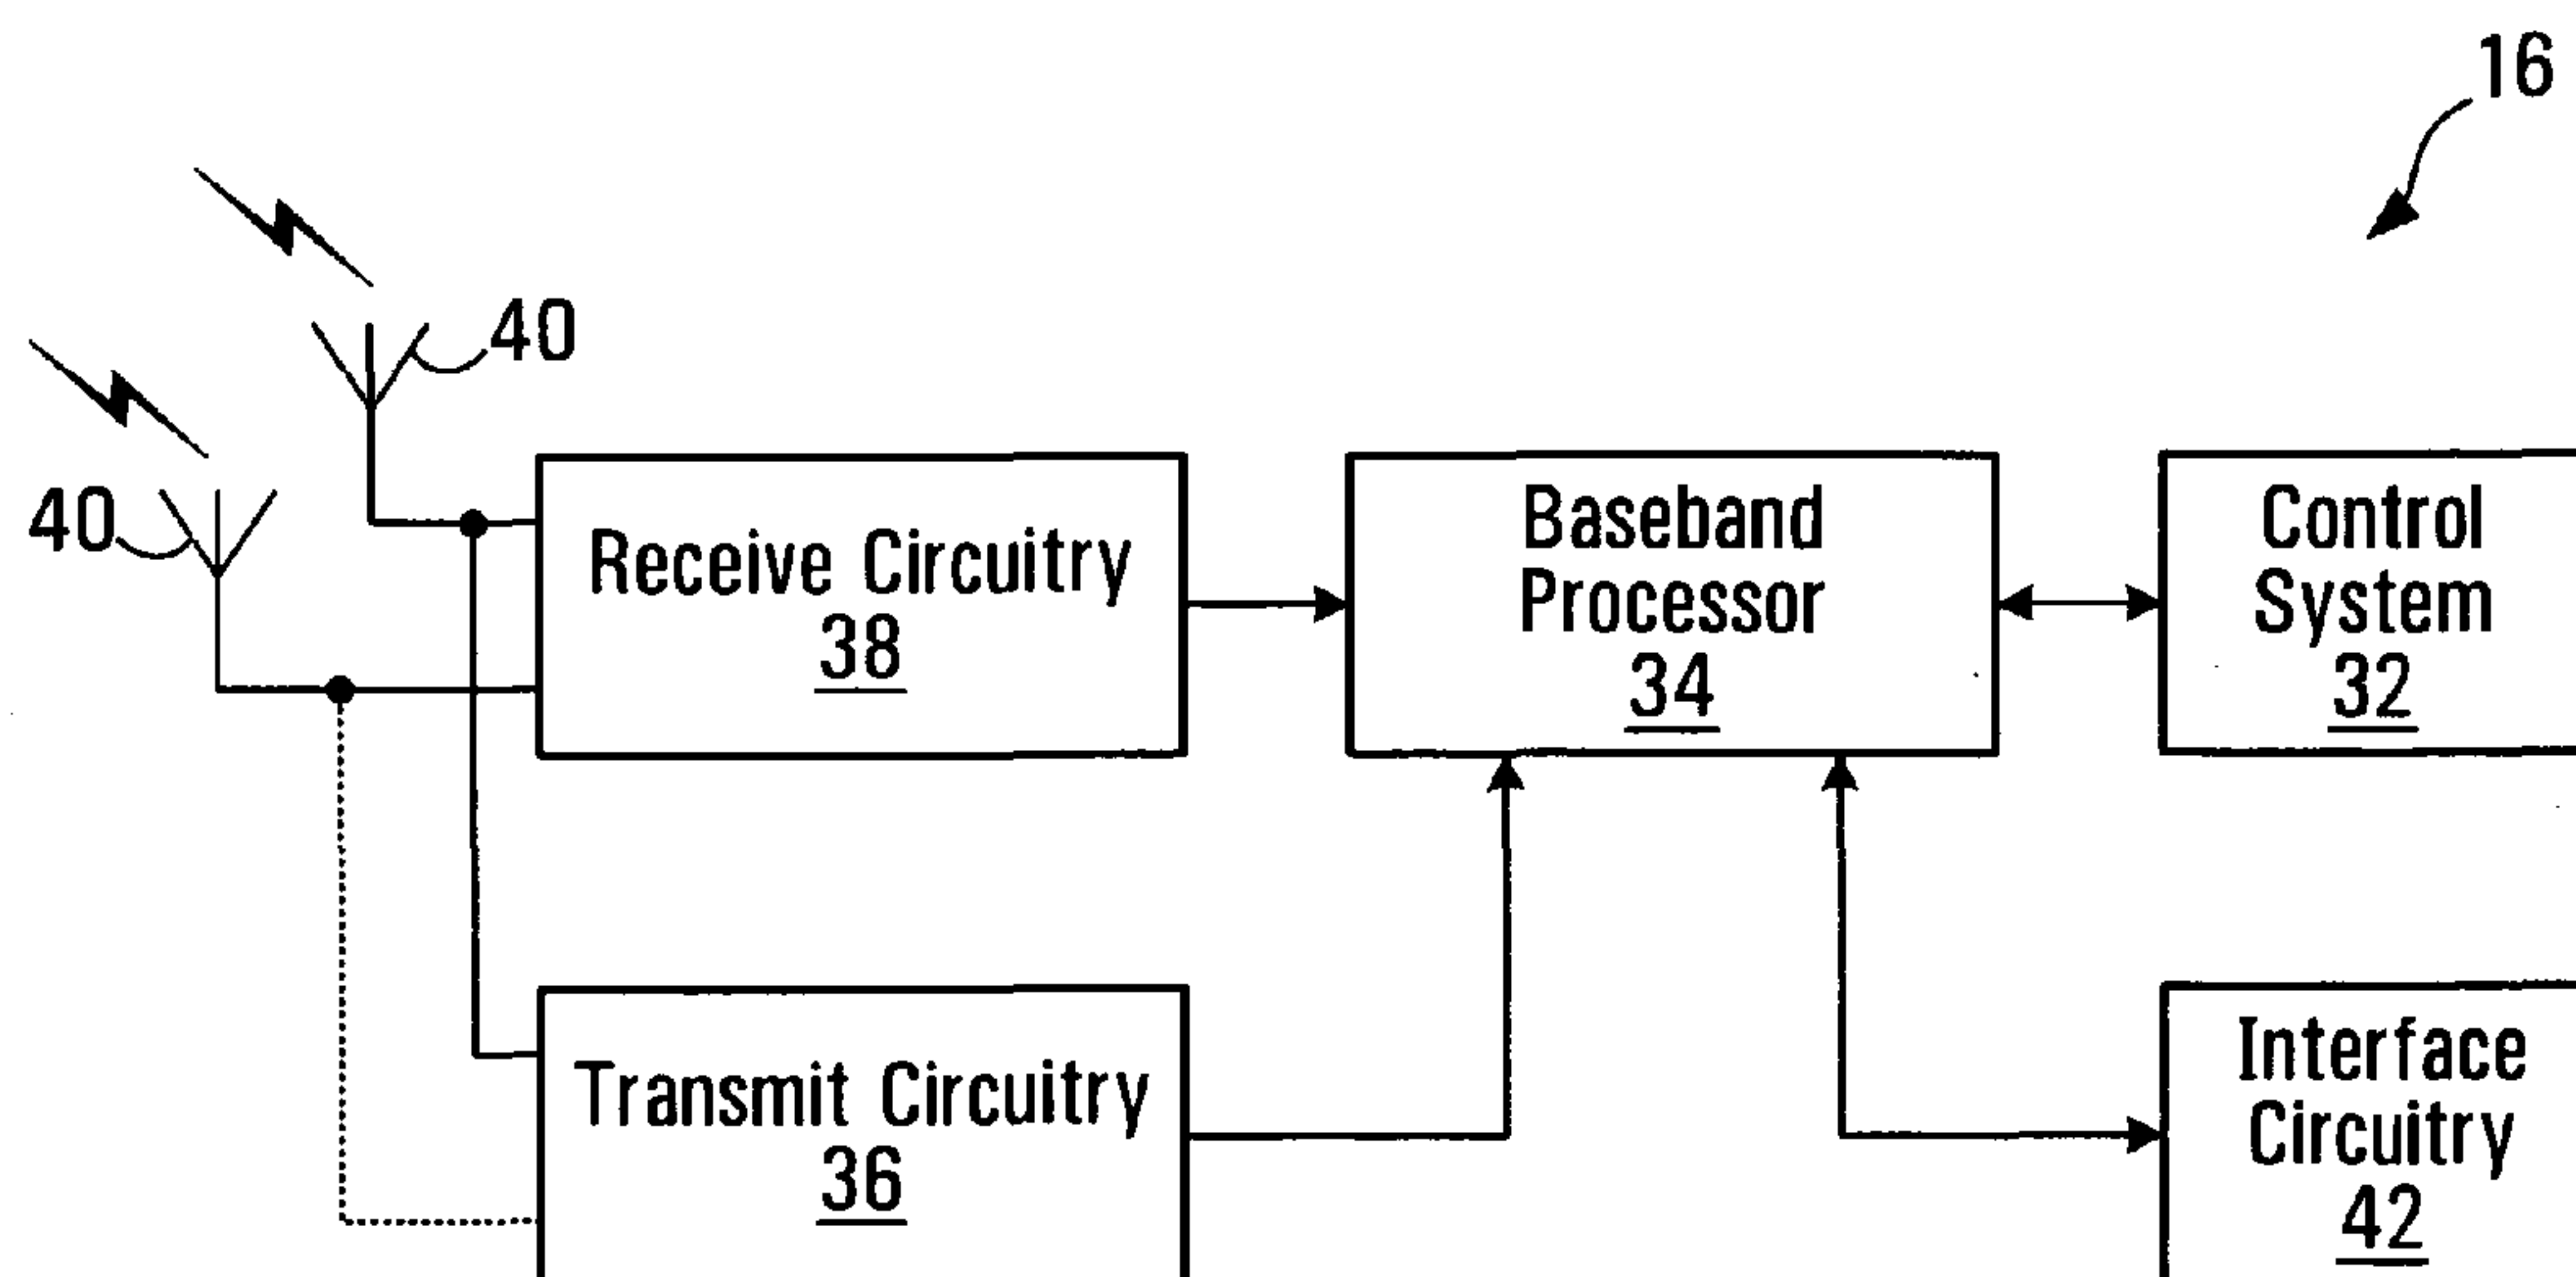 16
40
40
Receive Circuitry
38
Baseband
Processor
34
Control
System
32
Transmit Circuitry
36
Interface
Circuitry
42